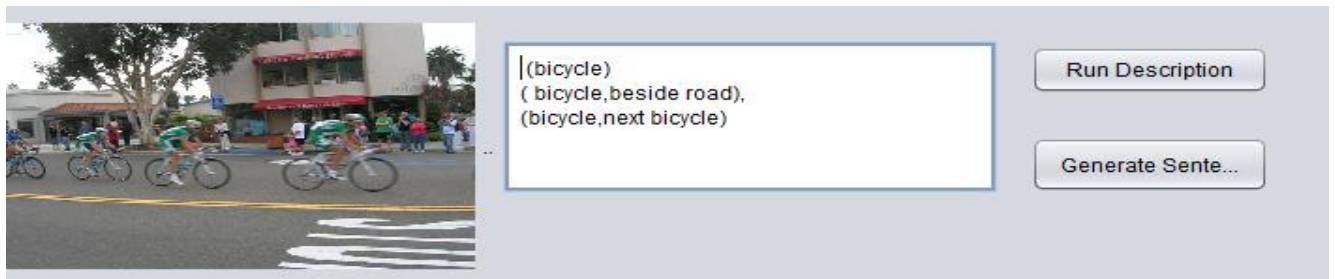 (bicycle)
( bicycle,beside road),
(bicycle,next bicycle)
Run Description
..
Generate Sente...